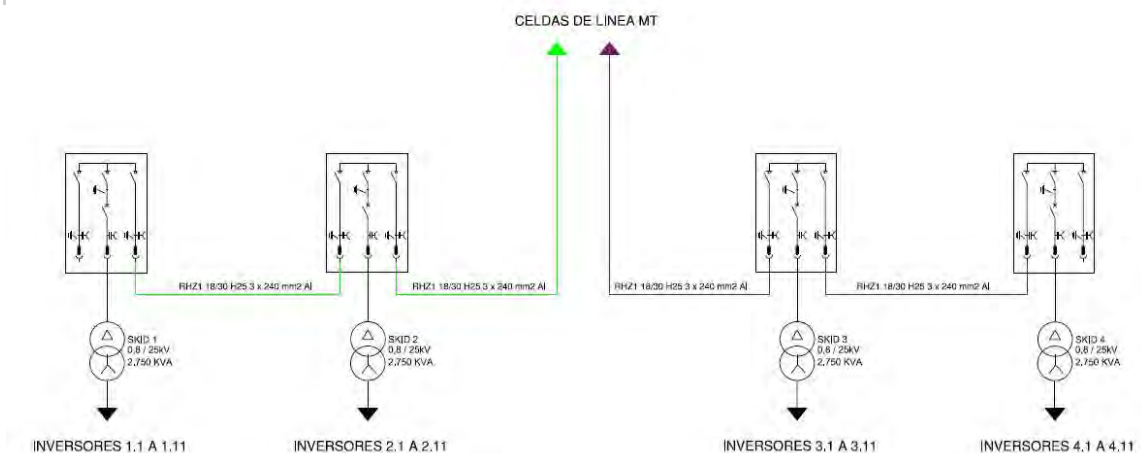 CELDAS DE LINEA MT
RHZ1 18/30 H25 3 x 240 mm2 Al
RHZ1 18/30 H25 3 x 240 mm2 Al
RHZ1 18/30 H25 3 x 240 mm2 Al
RHZ1 18/30 H25 3 x 240 mm2 Al
SKID 1
0,8 / 25kV
2.750 KVA
SKID 2
0,8 / 25kV
2.750 KVA
SKID 3
0,8 / 25kV
2.750 KVA
SKID 4
0,8 / 25kV
2.750 KVA
INVERSORES 1.1 A 1.11
INVERSORES 2.1 A 2.11
INVERSORES 3.1 A 3.11
INVERSORES 4.1 A 4.11